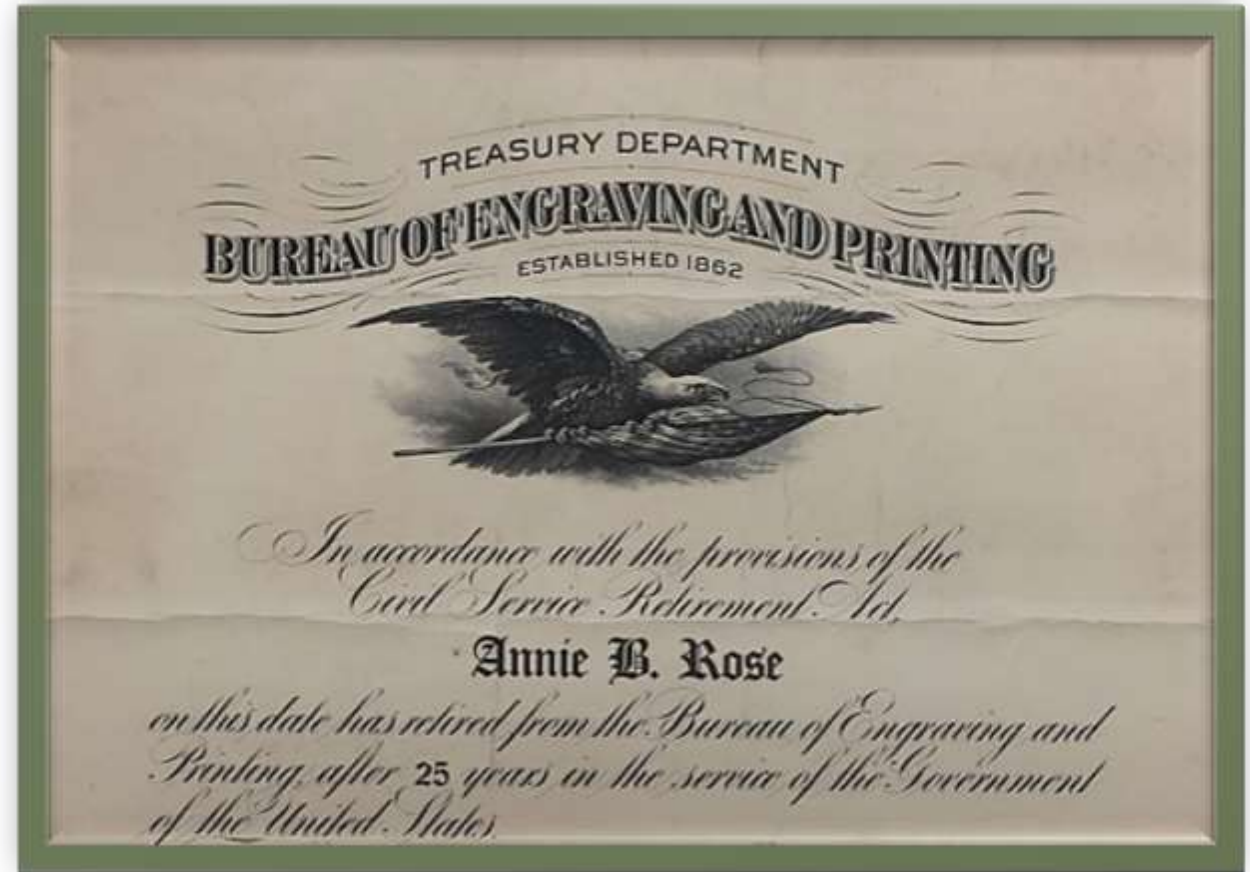 TREASURY DEPARTMENT
BUREAU OF ENGRAVING AND PRINTING
ESTABLISHED 1862
In accordance with the provisions of the
Civil Service Retirement Act,
Annie B. Rose
on this date has retired from the Bureau of Engraving and
Printing, after 25 years in the service of the Government
of the United States.